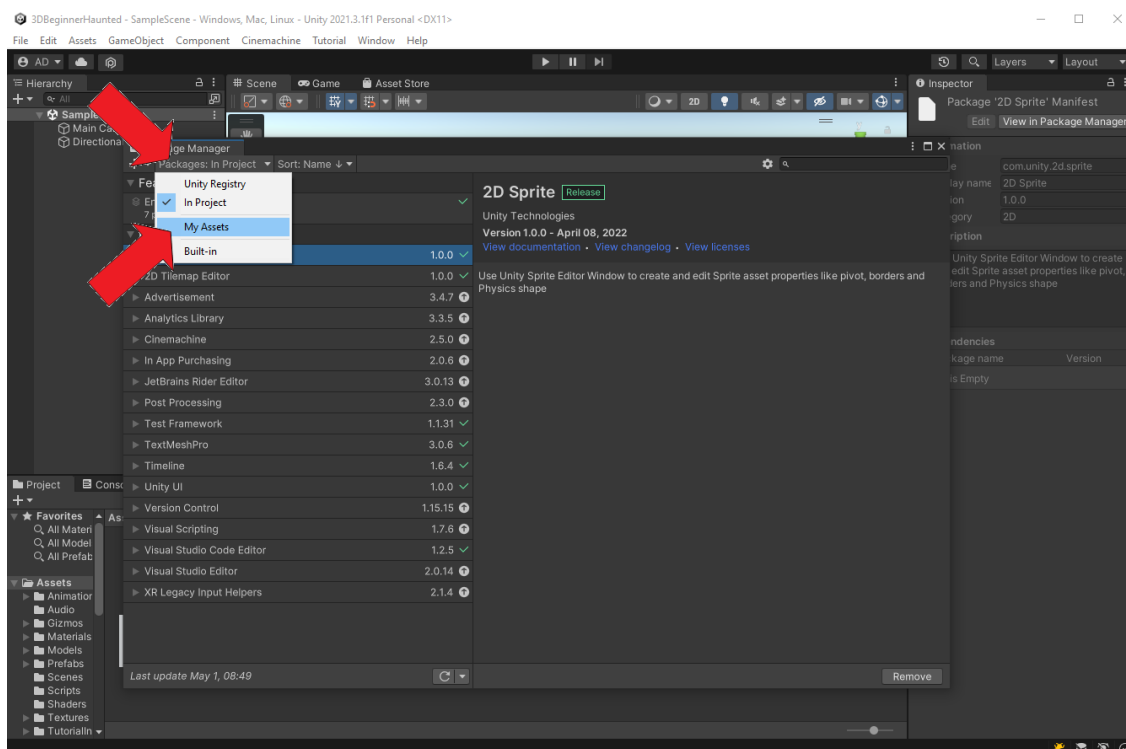 3DBeginnerHaunted - SampleScene - Windows, Mac, Linux - Unity 2021.3.1f1 Personal <DX11>
File Edit Assets GameObject Component Cinemachine Tutorial Window Help
AD
Layers Layout
Hierarchy
Scene Game Asset Store
Inspector
All
2D
Package '2D Sprite' Manifest
Edit View in Package Manager
Main
Directiona
Manager
Packages: In Project Sort: Name ↓
Unity Registry
In Project
My Assets
Built-in
2D Sprite Release
Unity Technologies
Version 1.0.0 - April 08, 2022
View documentation • View changelog • View licenses
Use Unity Sprite Editor Window to create and edit Sprite asset properties like pivot, borders and
Physics shape
1.0.0
2D Tilemap Editor 1.0.0
Advertisement 3.4.7
Analytics Library 3.3.5
Cinemachine 2.5.0
In App Purchasing 2.0.6
JetBrains Rider Editor 3.0.13
Post Processing 2.3.0
Test Framework 1.1.31
TextMeshPro 3.0.6
Timeline 1.6.4
Unity UI 1.0.0
Version Control 1.15.15
Visual Scripting 1.7.6
Visual Studio Code Editor 1.2.5
Visual Studio Editor 2.0.14
XR Legacy Input Helpers 2.1.4
Last update May 1, 08:49
Remove
mation
com.unity.2d.sprite
lay name 2D Sprite
ion 1.0.0
gory 2D
ription
Unity Sprite Editor Window to create
edit Sprite asset properties like pivot,
ers and Physics shape
ndencies
kage name Version
is Empty
Project Conso
Favorites
As
All Materi
All Model
All Prefab
Assets
Animation
Audio
Gizmos
Materials
Models
Prefabs
Scenes
Scripts
Shaders
Textures
TutorialIn